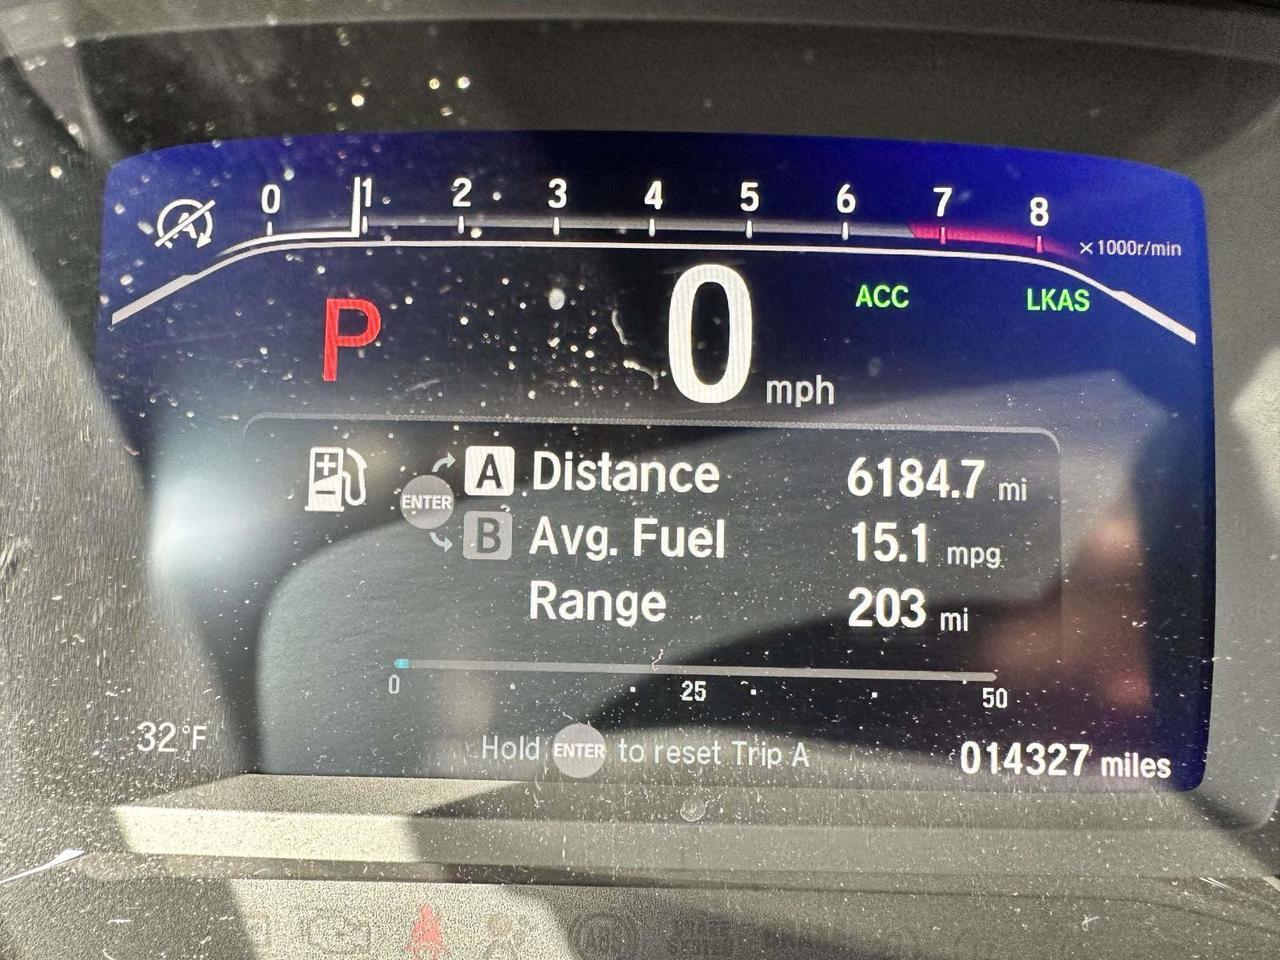 0 1 2 3 4 5 6 7 8
×1000r/min
P 0 mph ACC LKAS
A Distance 6184.7 mi
ENTER
B Avg. Fuel 15.1 mpg
Range 203 mi
0 25 50
32°F
Hold ENTER to reset Trip A
014327 miles
ABS
SYSTEM